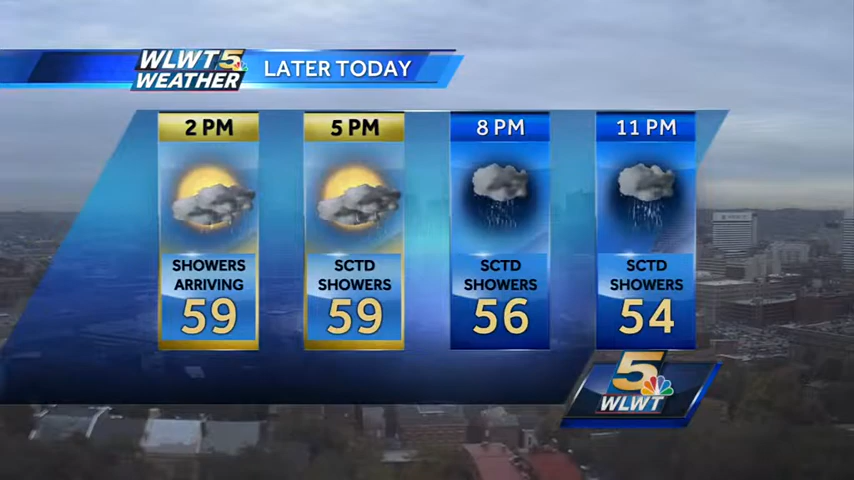 WLWT5
WEATHER
LATER TODAY
2 PM
5 PM
8 PM
11 PM
SHOWERS
ARRIVING
59
SCTD
SHOWERS
59
SCTD
SHOWERS
56
SCTD
SHOWERS
54
5
WLWT